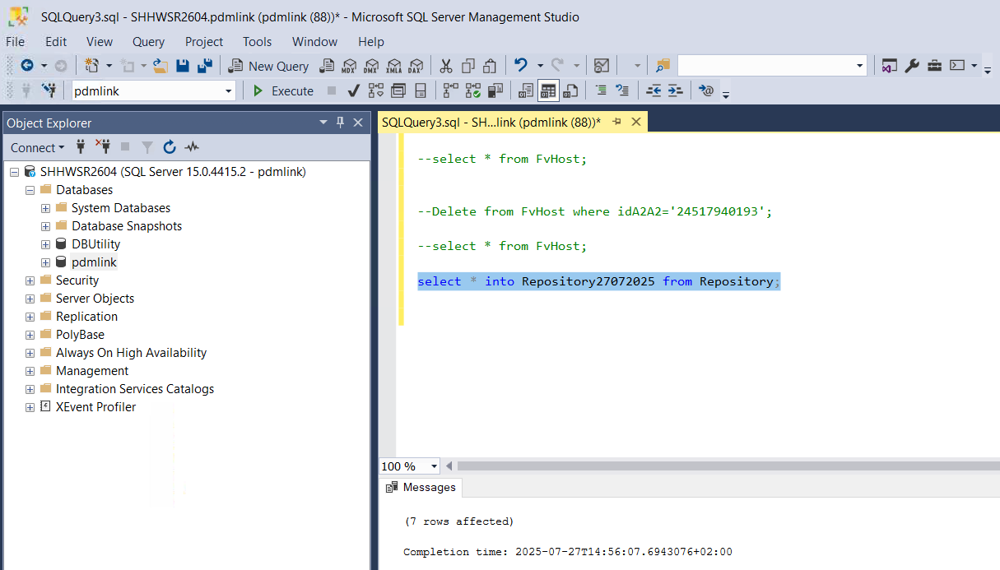 SQLQuery3.sql - SHHWSR2604.pdmlink (pdmlink (88))* - Microsoft SQL Server Management Studio
File Edit View Query Project Tools Window Help
New Query MDX DMX XMLA DAX
pdmlink Execute
Object Explorer
Connect
SHHWSR2604 (SQL Server 15.0.4415.2 - pdmlink)
Databases
System Databases
Database Snapshots
DBUtility
pdmlink
Security
Server Objects
Replication
PolyBase
Always On High Availability
Management
Integration Services Catalogs
XEvent Profiler
SQLQuery3.sql - SH...link (pdmlink (88))*
--select * from FvHost;
--Delete from FvHost where idA2A2='24517940193';
--select * from FvHost;
select * into Repository27072025 from Repository;
100 %
Messages
(7 rows affected)
Completion time: 2025-07-27T14:56:07.6943076+02:00